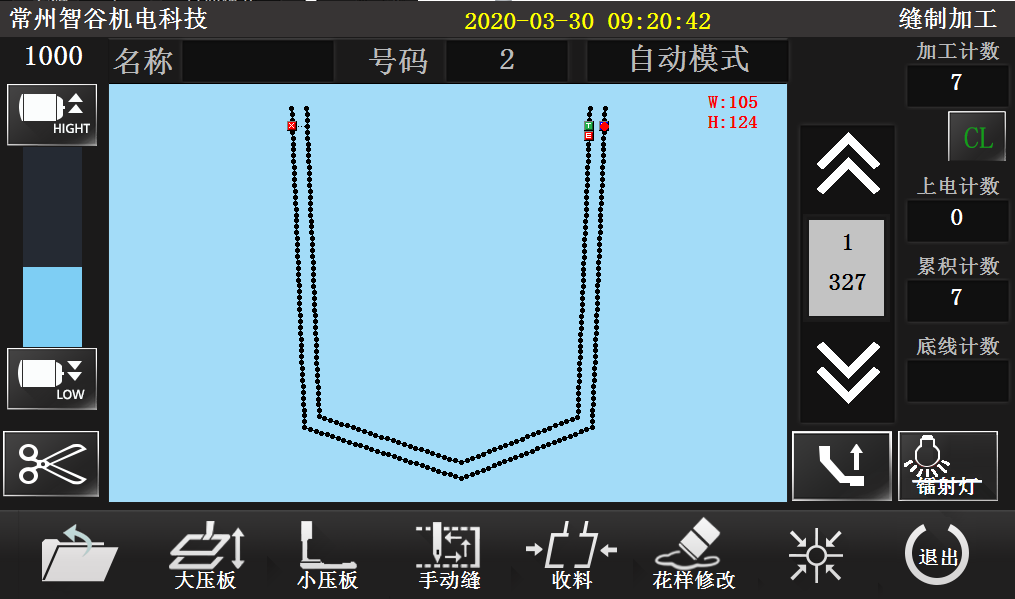 常州智谷机电科技
2020-03-30 09:20:42
缝制加工
1000
名称
号码
2
自动模式
加工计数
7
W:105
H:124
HIGHT
CL
上电计数
0
1
327
累积计数
7
底线计数
LOW
镭射灯
大压板
小压板
手动缝
收料
花样修改
退出